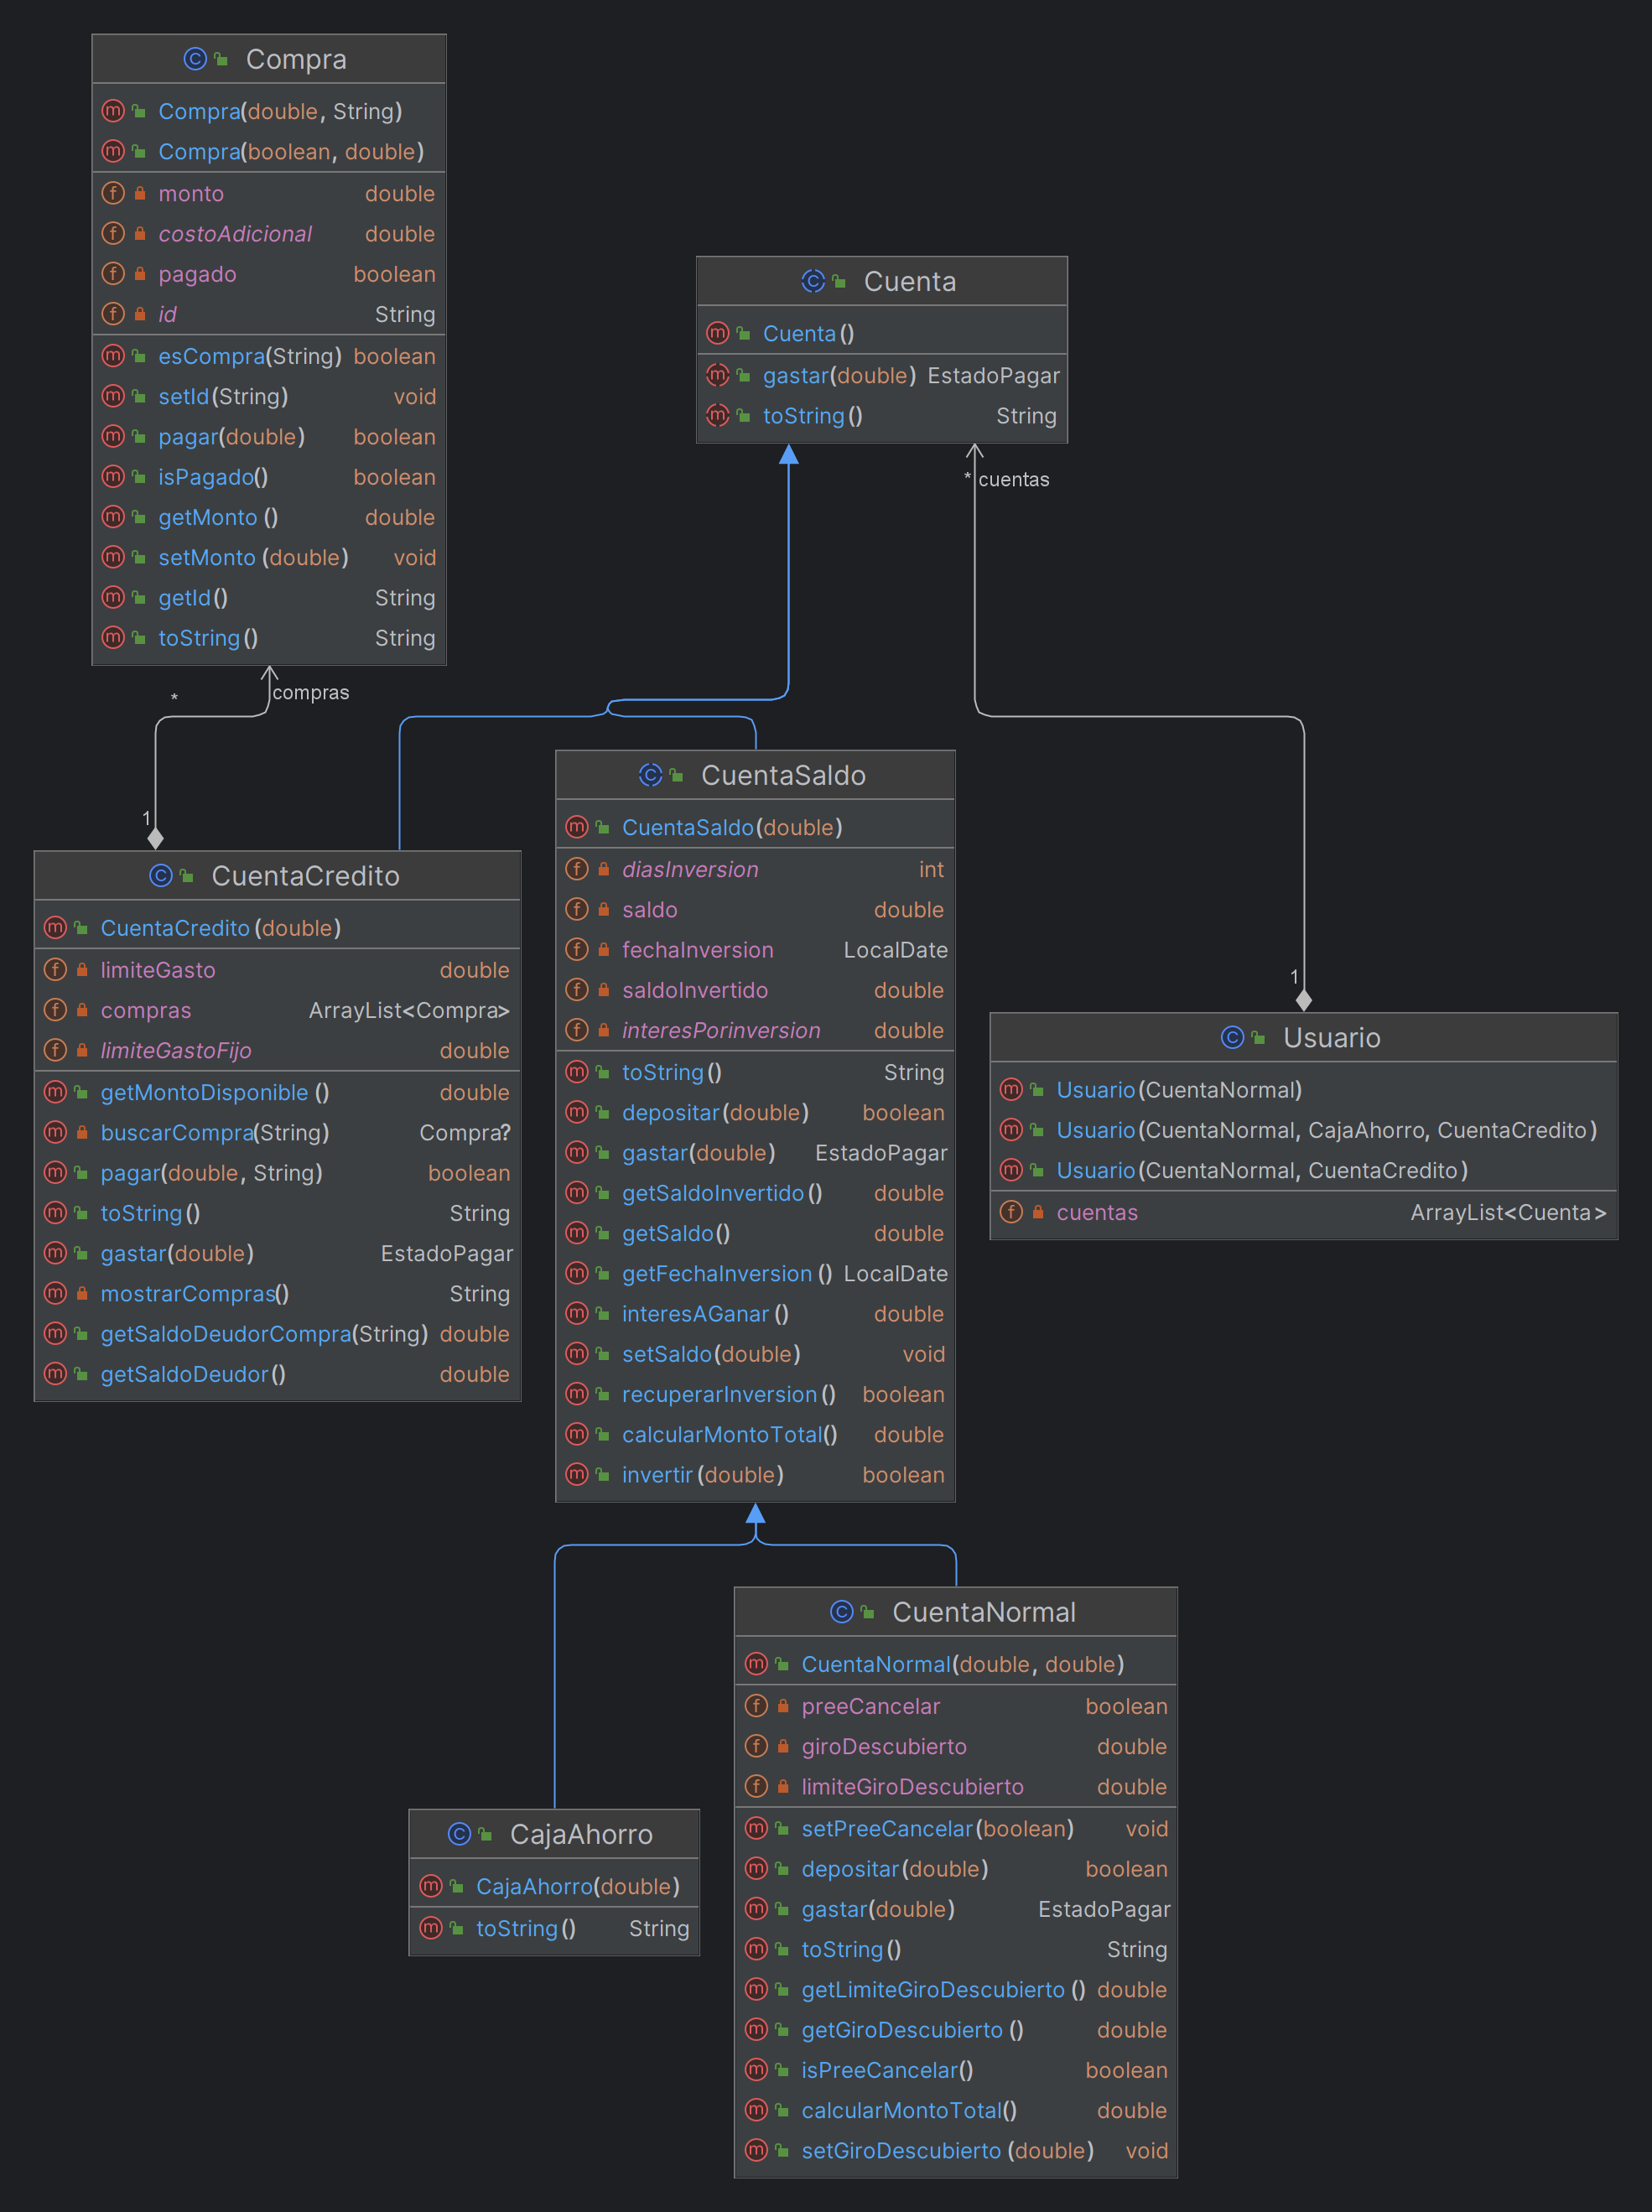 Compra
Compra(double, String)
Compra(boolean, double)
monto double
costoAdicional double
pagado boolean
id String
esCompra(String) boolean
setId(String) void
pagar(double) boolean
isPagado() boolean
getMonto() double
setMonto(double) void
getId() String
toString() String
* compras
1
Cuenta
Cuenta()
gastar(double) EstadoPagar
toString() String
* cuentas
1
CuentaCredito
CuentaCredito(double)
limiteGasto double
compras ArrayList<Compra>
limiteGastoFijo double
getMontoDisponible() double
buscarCompra(String) Compra?
pagar(double, String) boolean
toString() String
gastar(double) EstadoPagar
mostrarCompras() String
getSaldoDeudorCompra(String) double
getSaldoDeudor() double
CuentaSaldo
CuentaSaldo(double)
diasInversion int
saldo double
fechaInversion LocalDate
saldoInvertido double
interesPorinversion double
toString() String
depositar(double) boolean
gastar(double) EstadoPagar
getSaldoInvertido() double
getSaldo() double
getFechaInversion() LocalDate
interesAGanar() double
setSaldo(double) void
recuperarInversion() boolean
calcularMontoTotal() double
invertir(double) boolean
Usuario
Usuario(CuentaNormal)
Usuario(CuentaNormal, CajaAhorro, CuentaCredito)
Usuario(CuentaNormal, CuentaCredito)
cuentas ArrayList<Cuenta>
CajaAhorro
CajaAhorro(double)
toString() String
CuentaNormal
CuentaNormal(double, double)
preeCancelar boolean
giroDescubierto double
limiteGiroDescubierto double
setPreeCancelar(boolean) void
depositar(double) boolean
gastar(double) EstadoPagar
toString() String
getLimiteGiroDescubierto() double
getGiroDescubierto() double
isPreeCancelar() boolean
calcularMontoTotal() double
setGiroDescubierto(double) void